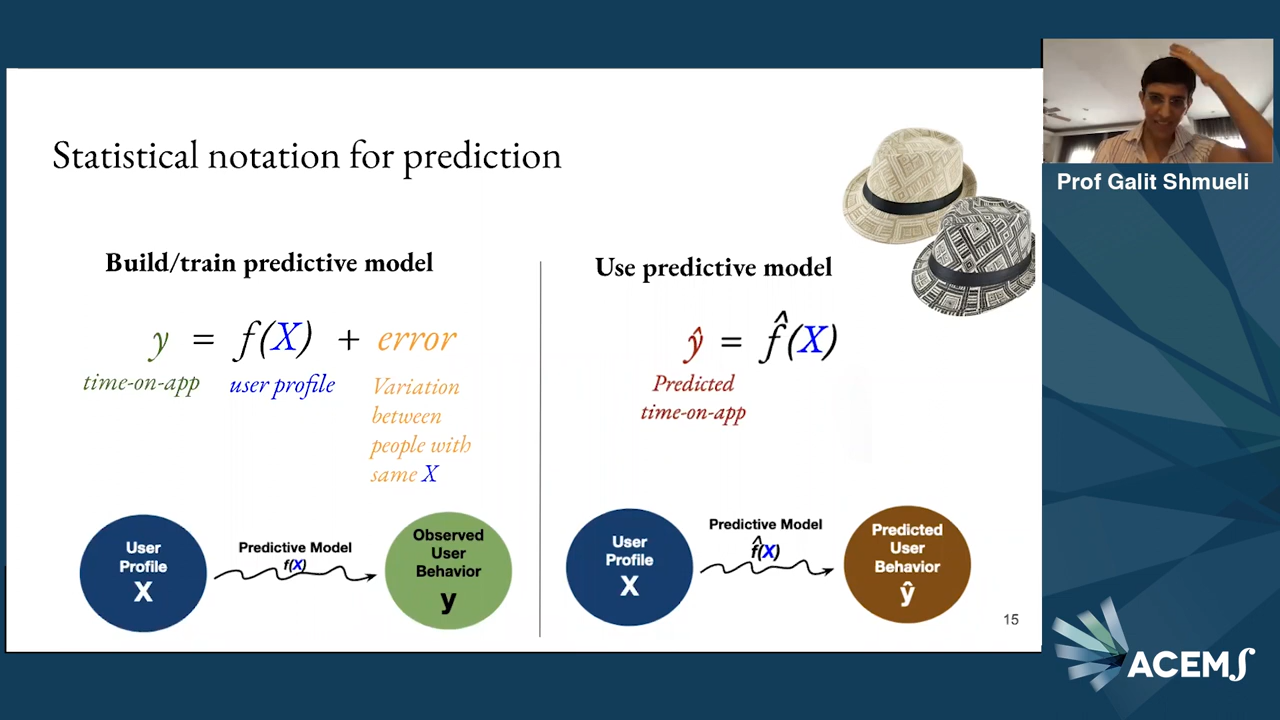 Statistical notation for prediction
Prof Galit Shmueli
Build/train predictive model
y = f(X) + error
time-on-app
user profile
Variation
between
people with
same X
User
Profile
X
Predictive Model
f(X)
Observed
User
Behavior
y
Use predictive model
ŷ = f̂(X)
Predicted
time-on-app
User
Profile
X
Predictive Model
f̂(X)
Predicted
User
Behavior
ŷ
15
ACEMS